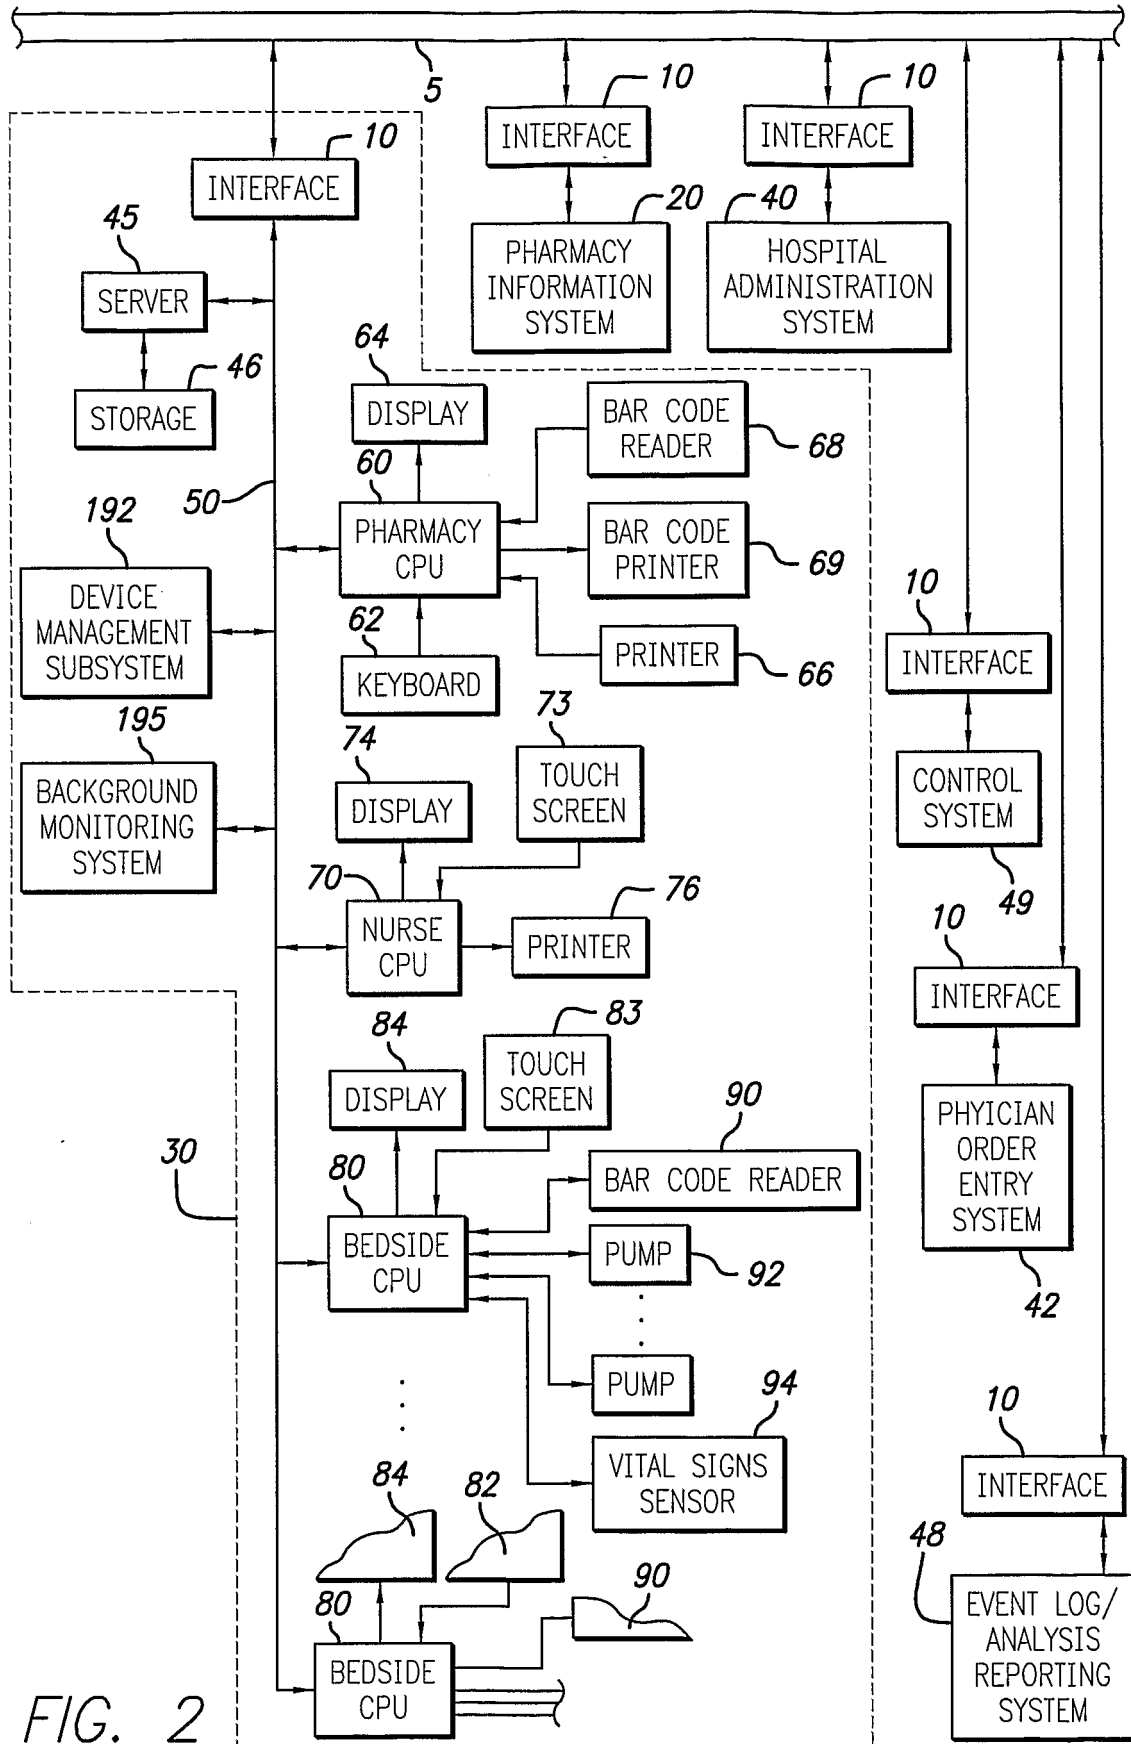 5
10
10
INTERFACE
INTERFACE
10
INTERFACE
20
40
PHARMACY
INFORMATION
SYSTEM
HOSPITAL
ADMINISTRATION
SYSTEM
45
SERVER
46
STORAGE
64
DISPLAY
BAR CODE
READER
68
60
50
PHARMACY
CPU
BAR CODE
PRINTER
69
192
DEVICE
MANAGEMENT
SUBSYSTEM
62
KEYBOARD
PRINTER
66
10
INTERFACE
195
BACKGROUND
MONITORING
SYSTEM
74
DISPLAY
73
TOUCH
SCREEN
CONTROL
SYSTEM
49
70
NURSE
CPU
76
PRINTER
10
INTERFACE
84
DISPLAY
83
TOUCH
SCREEN
PHYICIAN
ORDER
ENTRY
SYSTEM
42
30
80
BEDSIDE
CPU
90
BAR CODE READER
PUMP
92
PUMP
94
VITAL SIGNS
SENSOR
10
INTERFACE
84
82
80
BEDSIDE
CPU
90
48
EVENT LOG/
ANALYSIS
REPORTING
SYSTEM
FIG. 2